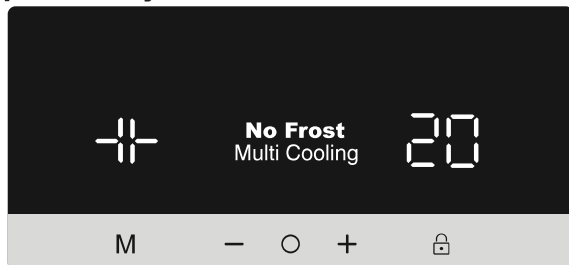 No Frost
Multi Cooling
20
M
− ○ +